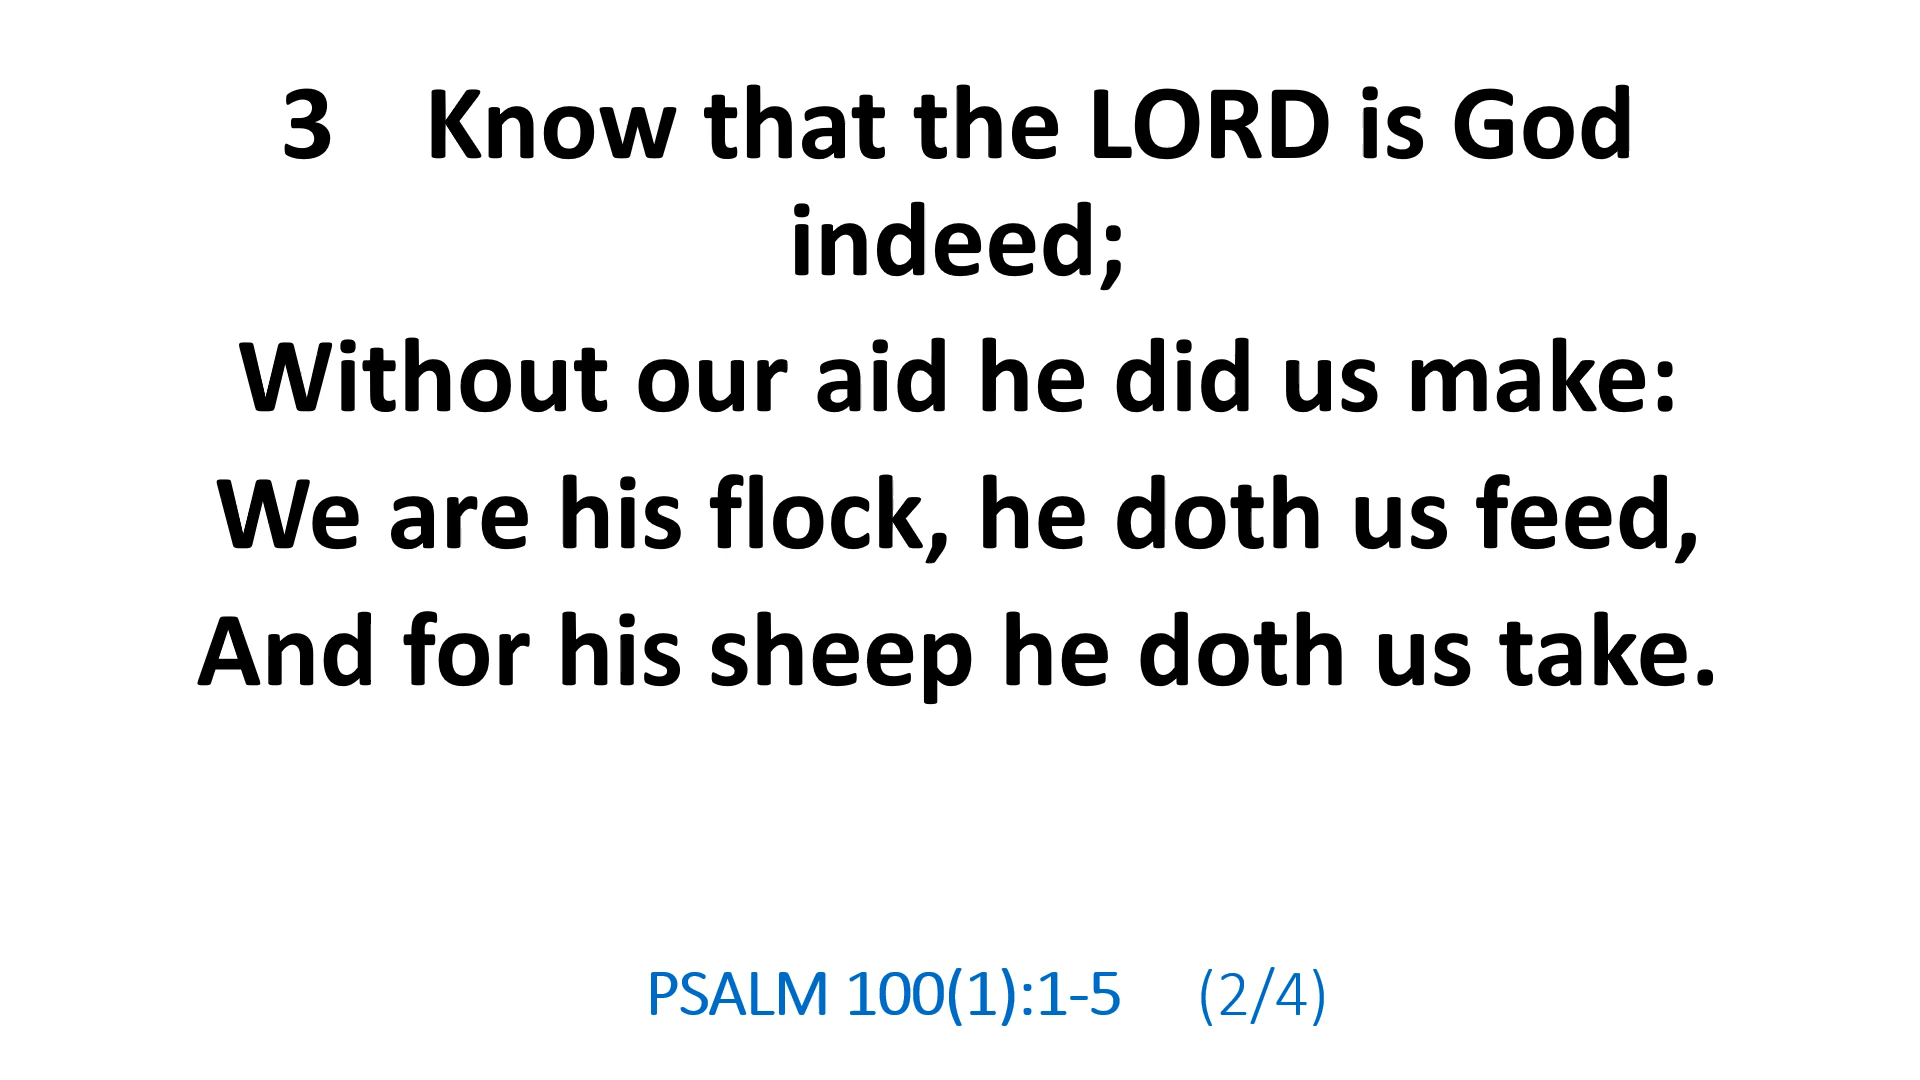 3 Know that the LORD is God
indeed;
Without our aid he did us make:
We are his flock, he doth us feed,
And for his sheep he doth us take.
PSALM 100(1):1-5 (2/4)